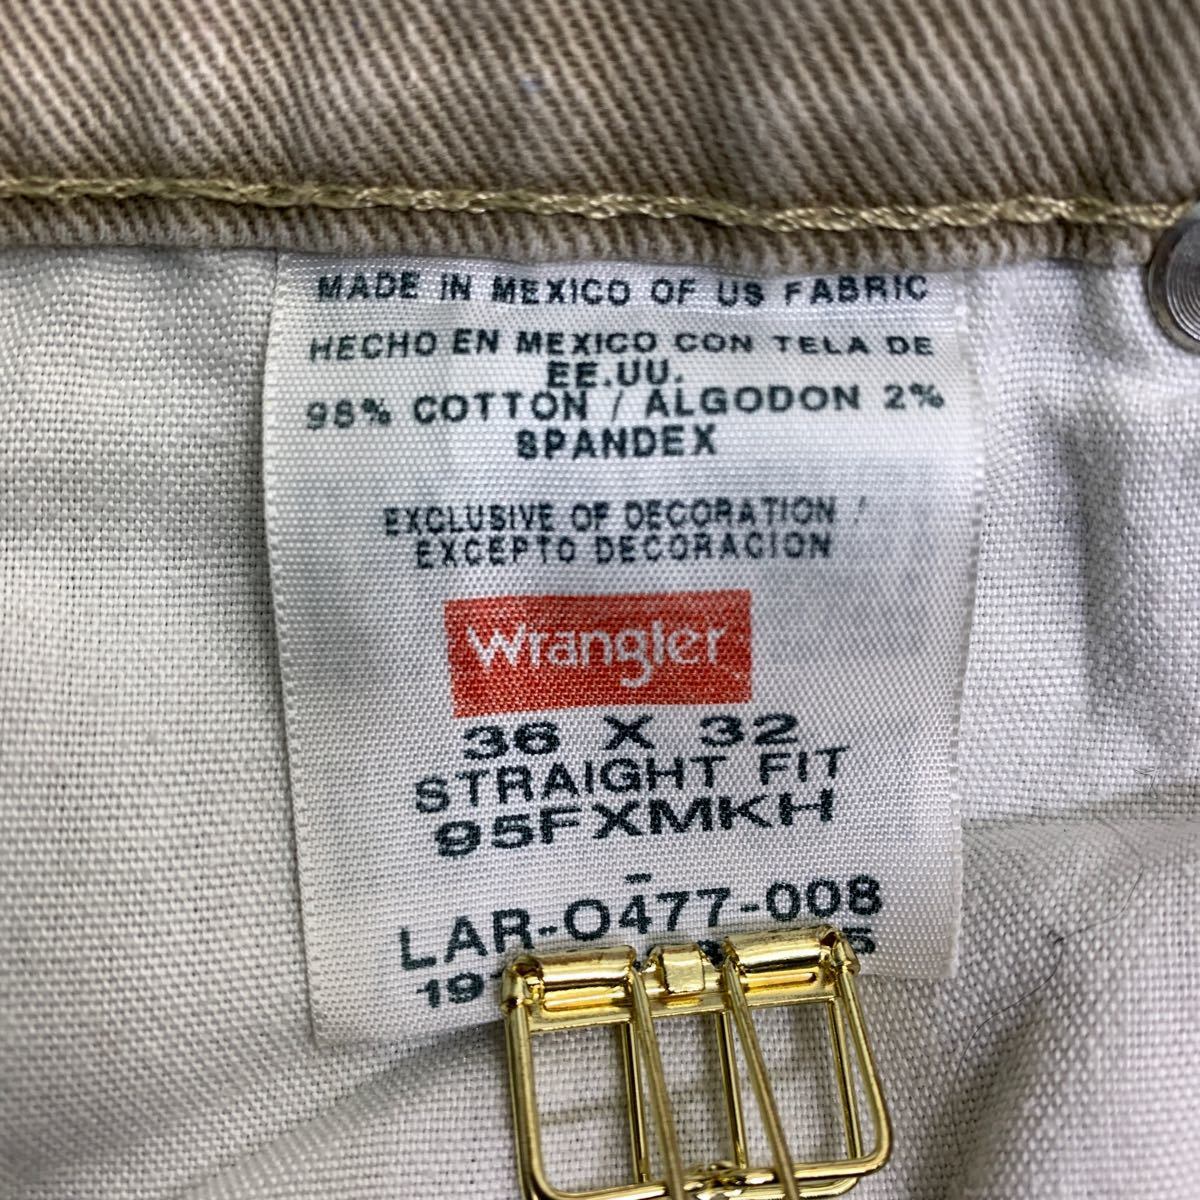 MADE IN MEXICO OF US FABRIC
HECHO EN MEXICO CON TELA DE
EE.UU.
98% COTTON / ALGODON 2%
SPANDEX
EXCLUSIVE OF DECORATION /
EXCEPTO DECORACION
Wrangler
36 X 32
STRAIGHT FIT
95FXMKH
-
LAR-0477-008